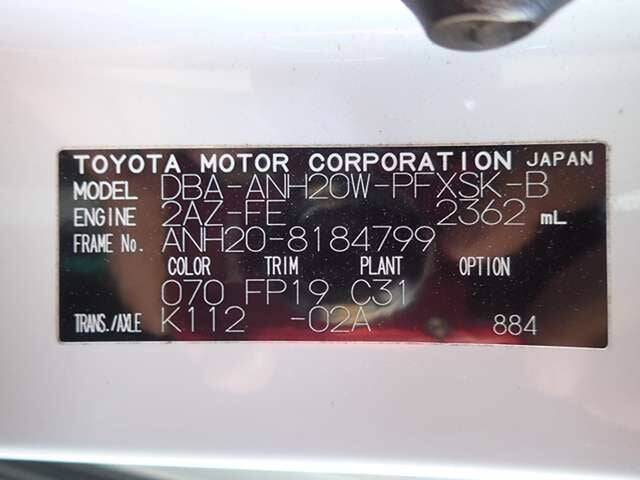 TOYOTA MOTOR CORPORATION JAPAN
MODEL DBA-ANH20W-PFXSK-B
ENGINE 2AZ-FE 2362 mL
FRAME No. ANH20-8184799
COLOR TRIM PLANT OPTION
070 FP19 C31
TRANS./AXLE K112 -02A 884